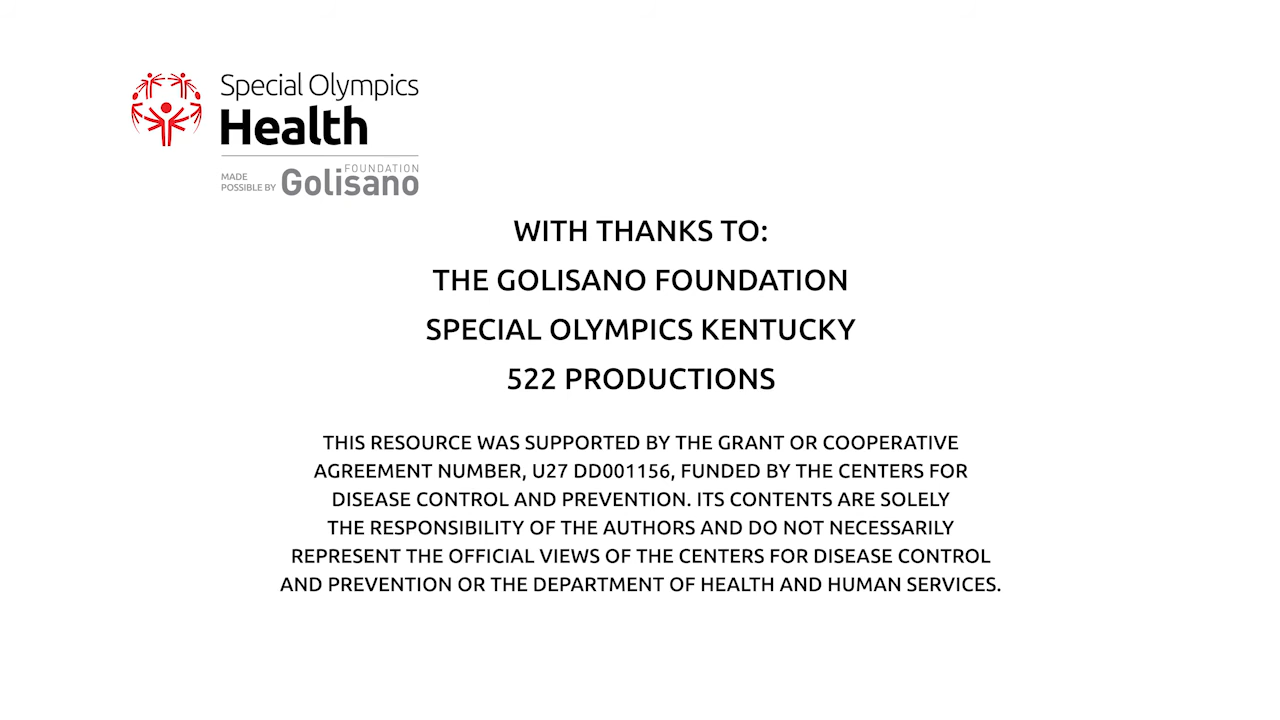 Special Olympics
Health
MADE POSSIBLE BY Golisano FOUNDATION
WITH THANKS TO:
THE GOLISANO FOUNDATION
SPECIAL OLYMPICS KENTUCKY
522 PRODUCTIONS
THIS RESOURCE WAS SUPPORTED BY THE GRANT OR COOPERATIVE
AGREEMENT NUMBER, U27 DD001156, FUNDED BY THE CENTERS FOR
DISEASE CONTROL AND PREVENTION. ITS CONTENTS ARE SOLELY
THE RESPONSIBILITY OF THE AUTHORS AND DO NOT NECESSARILY
REPRESENT THE OFFICIAL VIEWS OF THE CENTERS FOR DISEASE CONTROL
AND PREVENTION OR THE DEPARTMENT OF HEALTH AND HUMAN SERVICES.